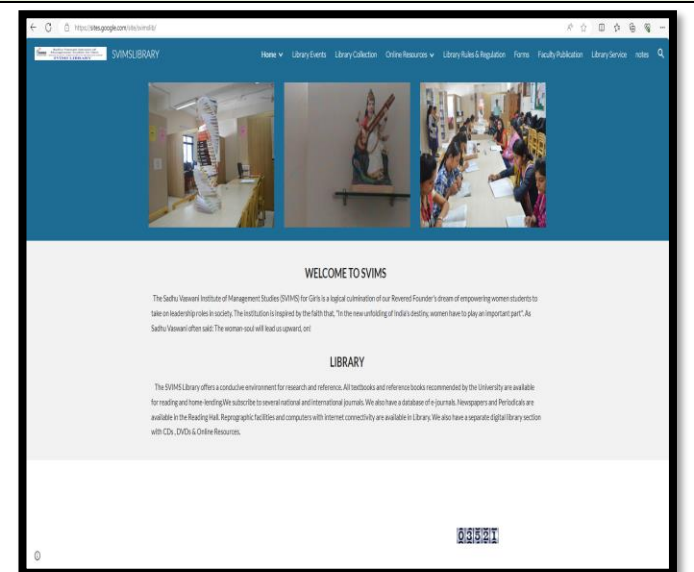 https://sites.google.com/site/svimslib/
SVIMSLIBRARY
Home Library Events Library Collection Online Resources Library Rules & Regulation Forms Faculty Publication Library Service notes
WELCOME TO SVIMS
The Sadhu Vaswani Institute of Management Studies (SVIMS) for Girls is a logical culmination of our Revered Founder's dream of empowering women students to
take on leadership roles in society. The institution is inspired by the faith that, "In the new unfolding of India's destiny, women have to play an important part". As
Sadhu Vaswani often said: The woman-soul will lead us upward, on!
LIBRARY
The SVIMS Library offers a conducive environment for research and reference. All textbooks and reference books recommended by the University are available
for reading and home-lending.We subscribe to several national and international journals. We also have a database of e-journals. Newspapers and Periodicals are
available in the Reading Hall. Reprographic facilities and computers with internet connectivity are available in Library. We also have a separate digital library section
with CDs , DVDs & Online Resources.
03521